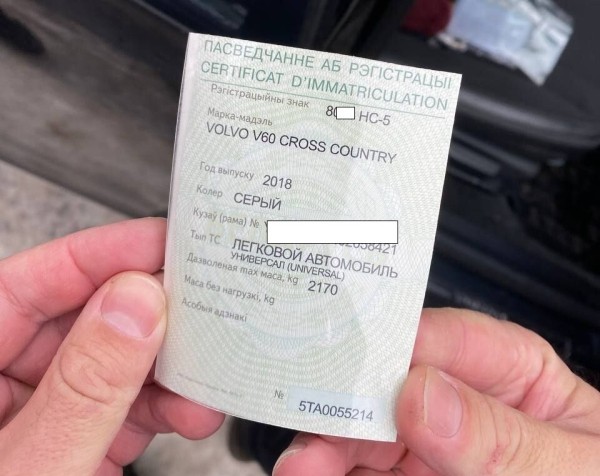 ПАСВЕДЧАННЕ АБ РЭГІСТРАЦЫІ
CERTIFICAT D'IMMATRICULATION
Рэгістрацыйны знак 80 НС-5
Марка-мадэль
VOLVO V60 CROSS COUNTRY
Год выпуску 2018
Колер СЕРЫЙ
Кузаў (рама) №
Тып ТС ЛЕГКОВОЙ АВТОМОБИЛЬ
УНИВЕРСАЛ (UNIVERSAL)
Дазволеная max маса, kg 2170
Маса без нагрузкі, kg
Асобыя адзнакі
№ 5TA0055214